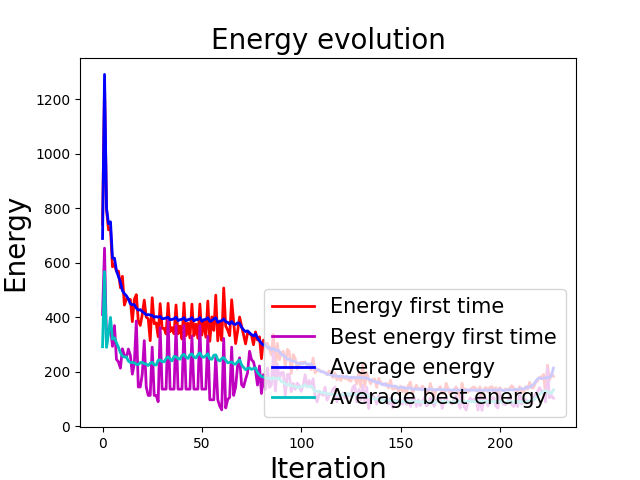 Energy evolution
1200
1000
800
600
400
200
0
Energy
Energy first time
Best energy first time
Average energy
Average best energy
0 50 100 150 200
Iteration